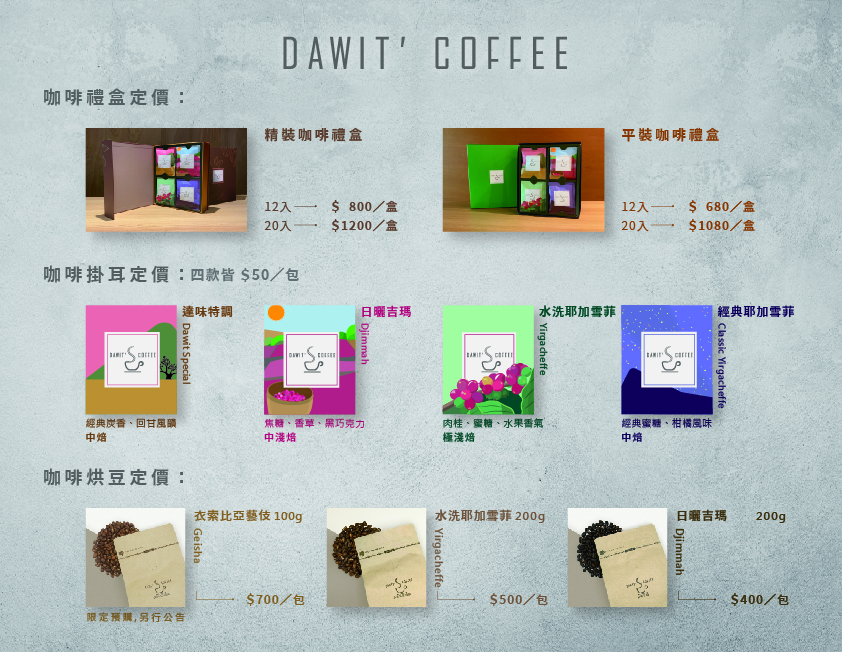 DAWIT' COFFEE
咖啡禮盒定價：
精裝咖啡禮盒
12入 $ 800／盒
20入 $1200／盒
平裝咖啡禮盒
12入 $ 680／盒
20入 $1080／盒
咖啡掛耳定價：四款皆 $50／包
達味特調
Dawit Special
DAWIT' COFFEE
經典炭香、回甘風韻
中焙
日曬吉瑪
Djimmah
DAWIT' COFFEE
焦糖、香草、黑巧克力
中淺焙
水洗耶加雪菲
Yirgacheffe
DAWIT' COFFEE
肉桂、蜜糖、水果香氣
極淺焙
經典耶加雪菲
Classic Yirgacheffe
DAWIT' COFFEE
經典蜜糖、柑橘風味
中焙
咖啡烘豆定價：
衣索比亞藝伎 100g
Geisha
$700／包
限定預購,另行公告
水洗耶加雪菲 200g
Yirgacheffe
$500／包
日曬吉瑪 200g
Djimmah
$400／包